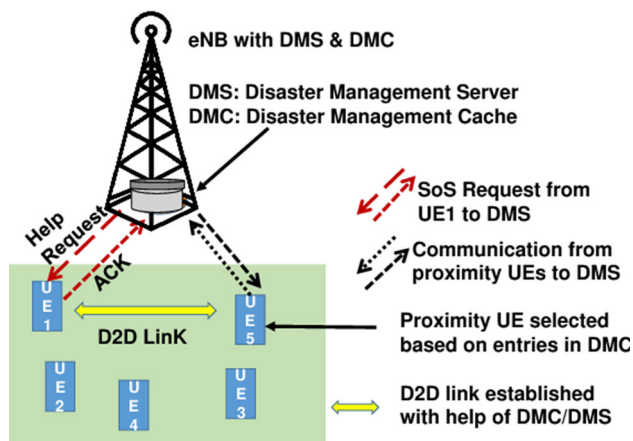 eNB with DMS & DMC
DMS: Disaster Management Server
DMC: Disaster Management Cache
Help
Request
ACK
SoS Request from
UE1 to DMS
Communication from
proximity UEs to DMS
UE1
D2D LinK
UE5
Proximity UE selected
based on entries in DMC
UE2
UE4
UE3
D2D link established
with help of DMC/DMS